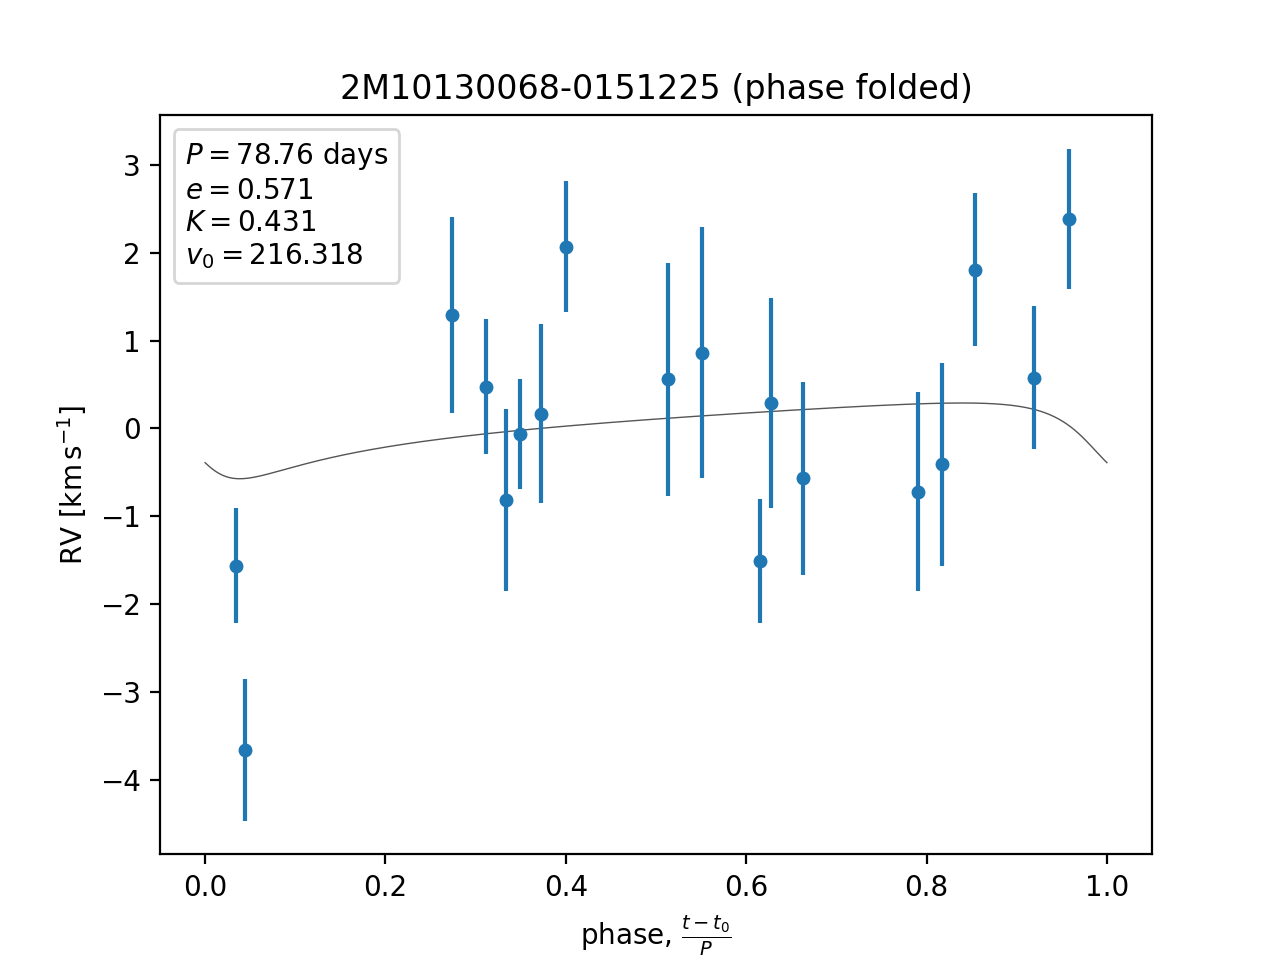 2M10130068-0151225 (phase folded)
P = 78.76 days
e = 0.571
K = 0.431
v₀ = 216.318
3
2
1
0
−1
−2
−3
−4
RV [km s⁻¹]
0.0 0.2 0.4 0.6 0.8 1.0
phase, (t − t₀)/P